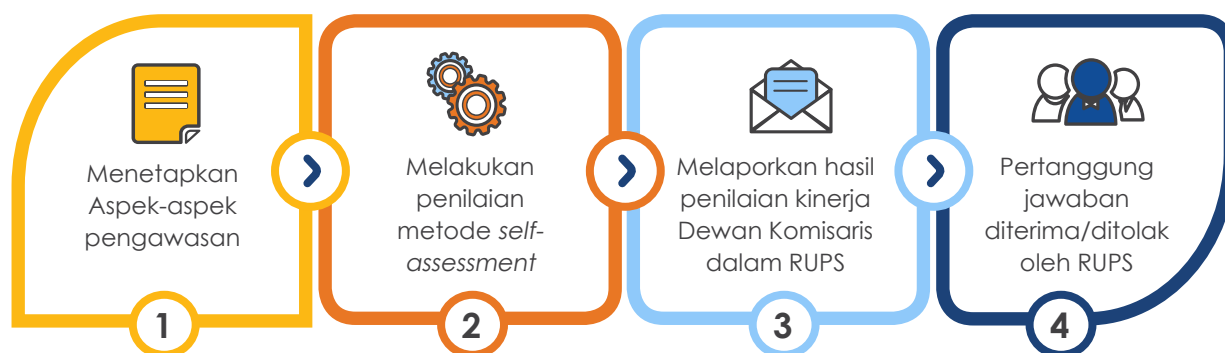 Menetapkan
Aspek-aspek
pengawasan
1
Melakukan
penilaian
metode self-
assessment
2
Melaporkan hasil
penilaian kinerja
Dewan Komisaris
dalam RUPS
3
Pertanggung
jawaban
diterima/ditolak
oleh RUPS
4